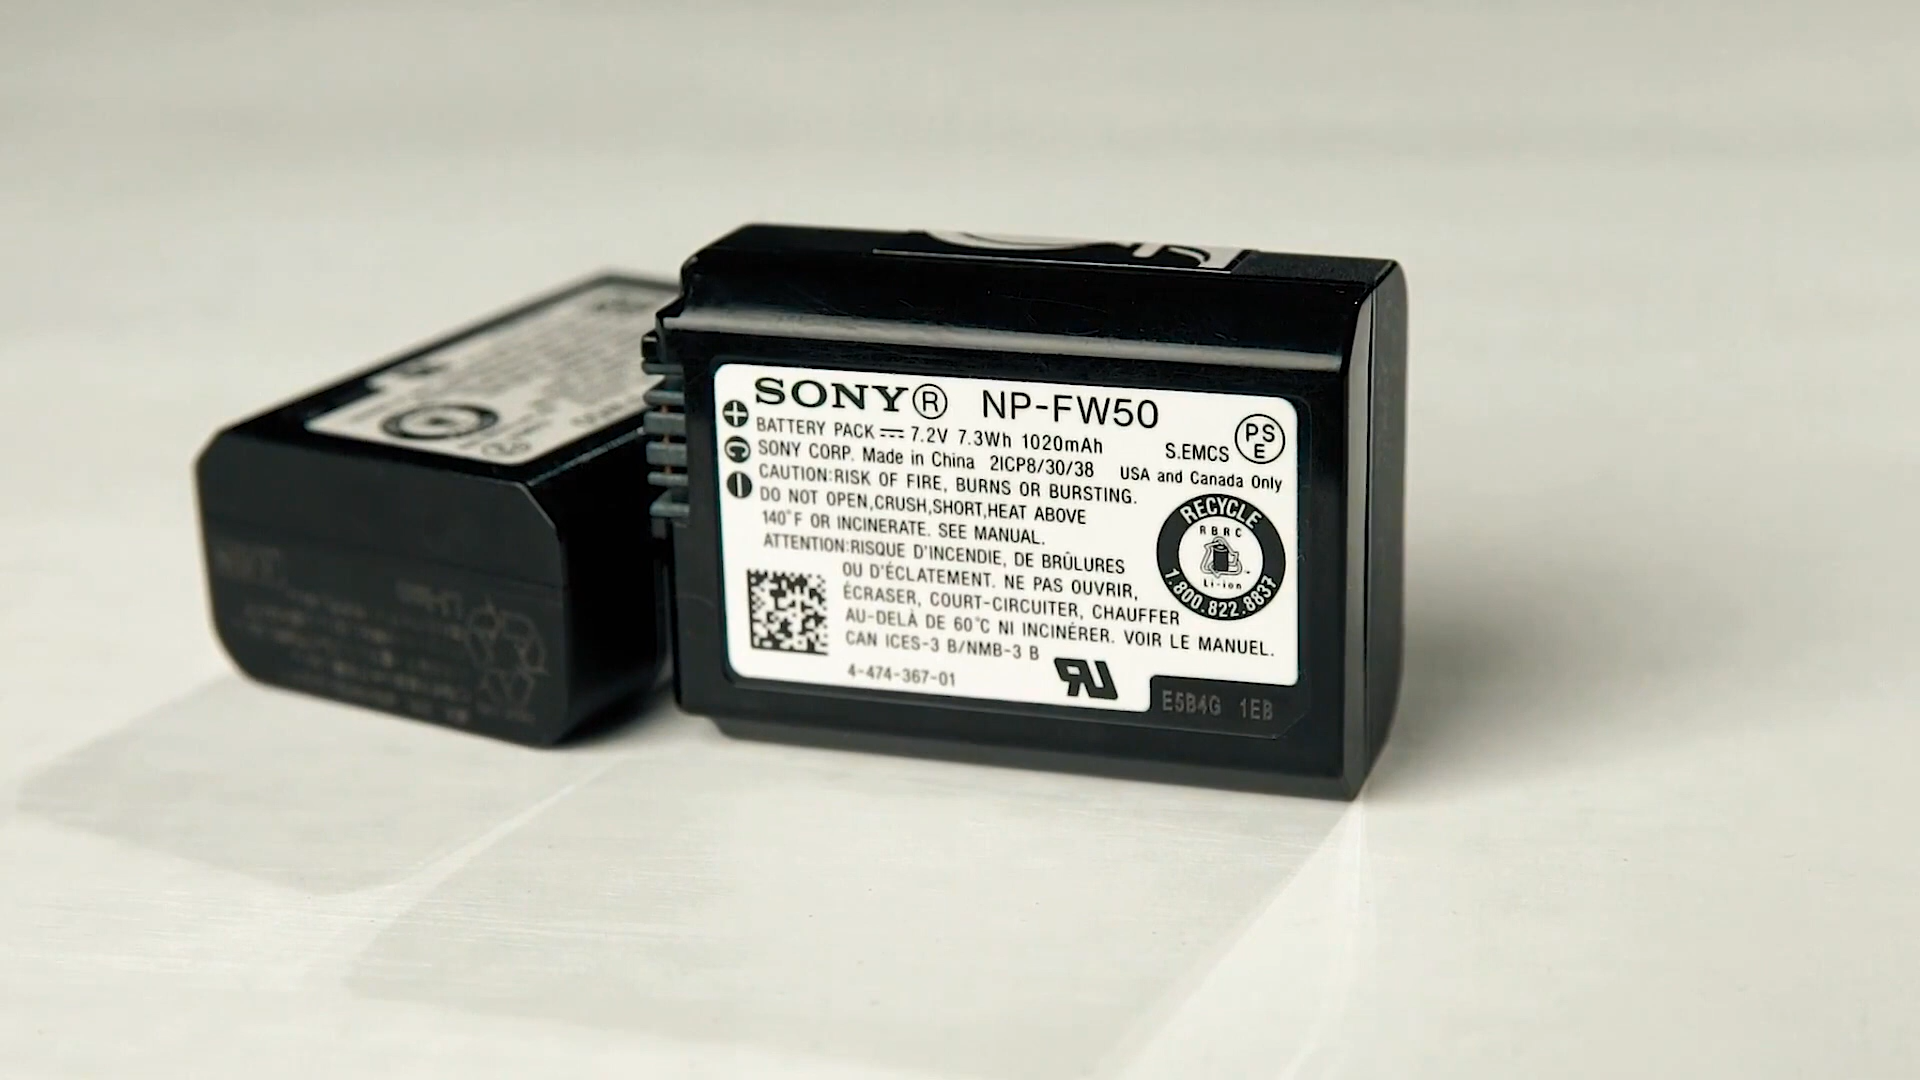 SONY® NP-FW50
BATTERY PACK ⎓ 7.2V 7.3Wh 1020mAh
S.EMCS
PSE
SONY CORP. Made in China 2ICP8/30/38 USA and Canada Only
CAUTION:RISK OF FIRE, BURNS OR BURSTING.
DO NOT OPEN,CRUSH,SHORT,HEAT ABOVE
140°F OR INCINERATE. SEE MANUAL.
ATTENTION:RISQUE D'INCENDIE, DE BRÛLURES
OU D'ÉCLATEMENT. NE PAS OUVRIR,
ÉCRASER, COURT-CIRCUITER, CHAUFFER
AU-DELÀ DE 60°C NI INCINÉRER. VOIR LE MANUEL.
CAN ICES-3 B/NMB-3 B
4-474-367-01
RECYCLE
RBRC
Li-ion
1.800.822.8837
E5B4G 1EB